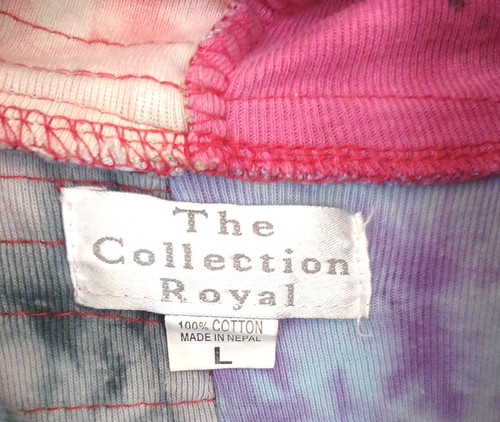 The
Collection
Royal
100% COTTON
MADE IN NEPAL
L